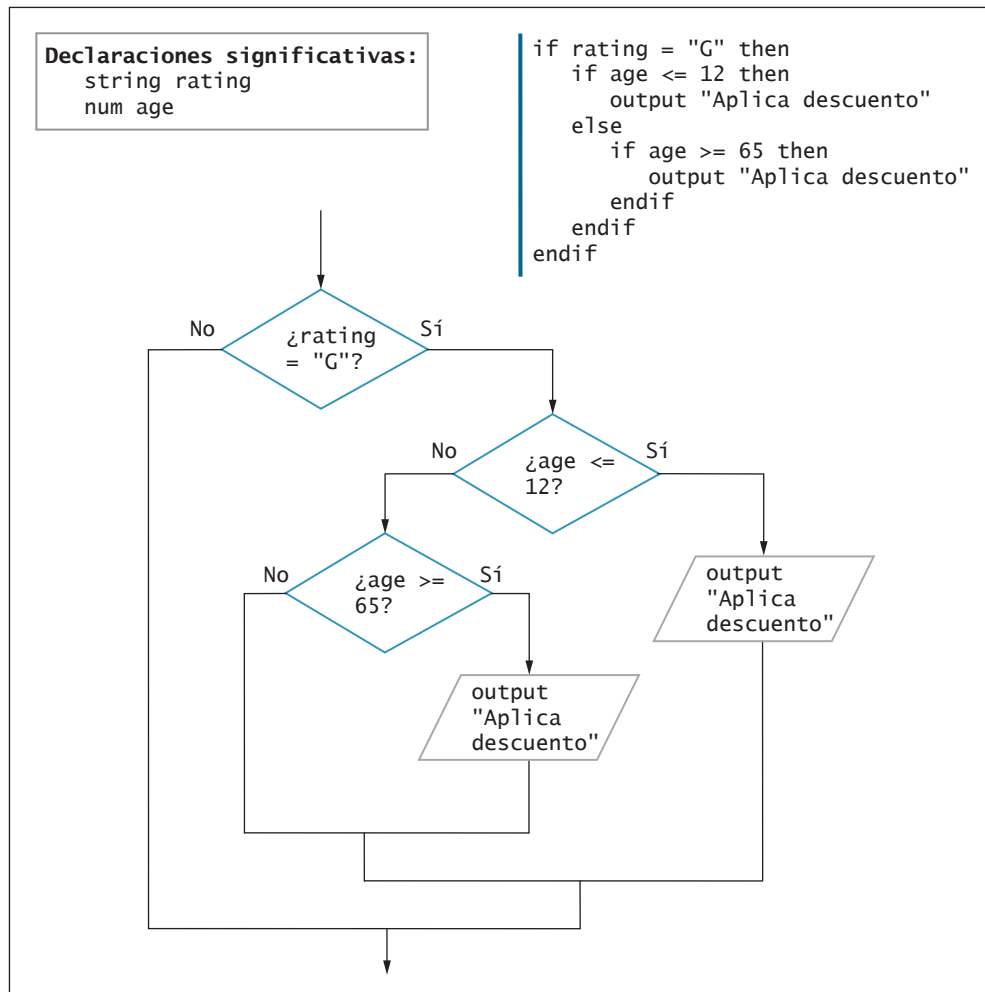 Declaraciones significativas:
string rating
num age
if rating = "G" then
if age <= 12 then
output "Aplica descuento"
else
if age >= 65 then
output "Aplica descuento"
endif
endif
endif
No
¿rating
= "G"?
Sí
No
¿age <=
12?
Sí
No
¿age >=
65?
Sí
output
"Aplica
descuento"
output
"Aplica
descuento"